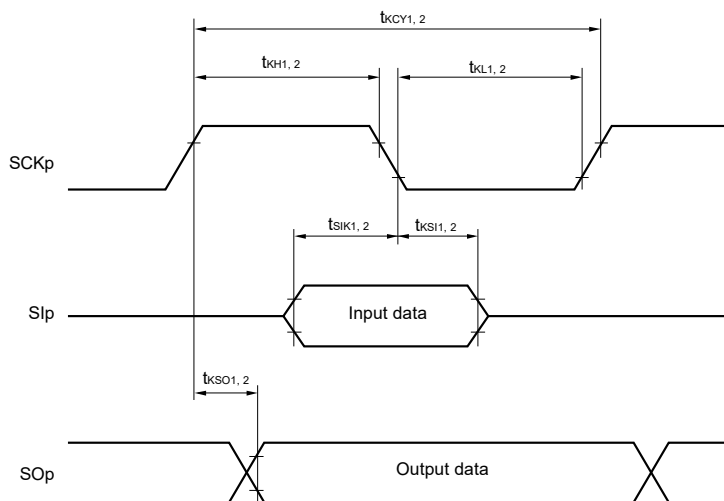 tKCY1, 2
tKH1, 2
tKL1, 2
SCKp
tSIK1, 2
tKSI1, 2
SIp
Input data
tKSO1, 2
SOp
Output data